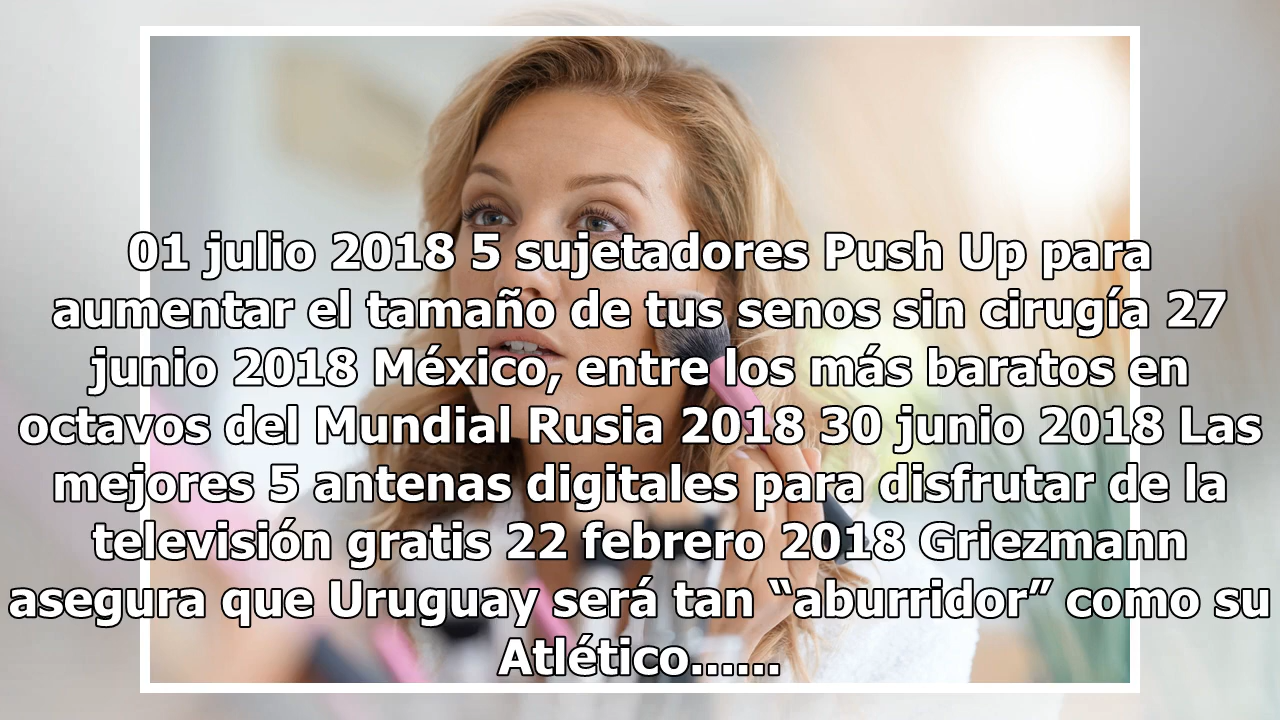 01 julio 2018 5 sujetadores Push Up para
aumentar el tamaño de tus senos sin cirugía 27
junio 2018 México, entre los más baratos en
octavos del Mundial Rusia 2018 30 junio 2018 Las
mejores 5 antenas digitales para disfrutar de la
televisión gratis 22 febrero 2018 Griezmann
asegura que Uruguay será tan “aburridor” como su
Atlético......